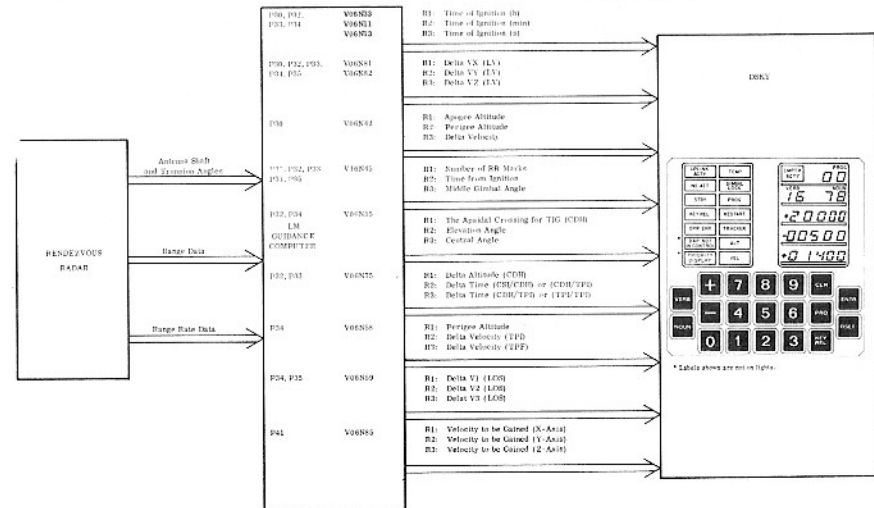 P30, P32, V06N33 R1: Time of Ignition (h)
P33, P34 V06N11 R2: Time of Ignition (min)
V06N13 R3: Time of Ignition (s)
P30, P32, P33, V06N81 R1: Delta VX (LV)
P34, P35 V06N82 R2: Delta VY (LV)
R3: Delta VZ (LV)
DSKY
P30 V06N42 R1: Apogee Altitude
R2: Perigee Altitude
R3: Delta Velocity
Antenna Shaft
and Trunnion Angles
P32, P33 V16N45 R1: Number of RR Marks
P34, P35 R2: Time from Ignition
R3: Middle Gimbal Angle
P32, P34 V06N55
LM
GUIDANCE
COMPUTER
R1: The Apsidal Crossing for TIG (CDH)
R2: Elevation Angle
R3: Central Angle
RENDEZVOUS
RADAR
Range Data
P32, P33 V06N75 R1: Delta Altitude (CDH)
R2: Delta Time (CSI/CDH) or (CDH/TPI)
R3: Delta Time (CDH/TPI) or (TPI/TPI)
Range Rate Data
P34 V06N58 R1: Perigee Altitude
R2: Delta Velocity (TPI)
R3: Delta Velocity (TPF)
P34, P35 V06N59 R1: Delta V1 (LOS)
R2: Delta V2 (LOS)
R3: Delat V3 (LOS)
P41 V06N85 R1: Velocity to be Gained (X-Axis)
R2: Velocity to be Gained (Y-Axis)
R3: Velocity to be Gained (Z-Axis)
UPLINK ACTY TEMP COMPTR ACTY PROG 00
NO ATT GIMBAL LOCK VERB NOUN
STBY PROG 16 78
KEY REL RESTART +20000
OPR ERR TRACKER -00500
* DAP NOT IN CONTROL ALT
* PRIORITY DISPLAY VEL +01400
VERB + 7 8 9 CLR ENTR
NOUN - 4 5 6 PRO RSET
0 1 2 3 KEY REL
* Labels shown are not on lights.